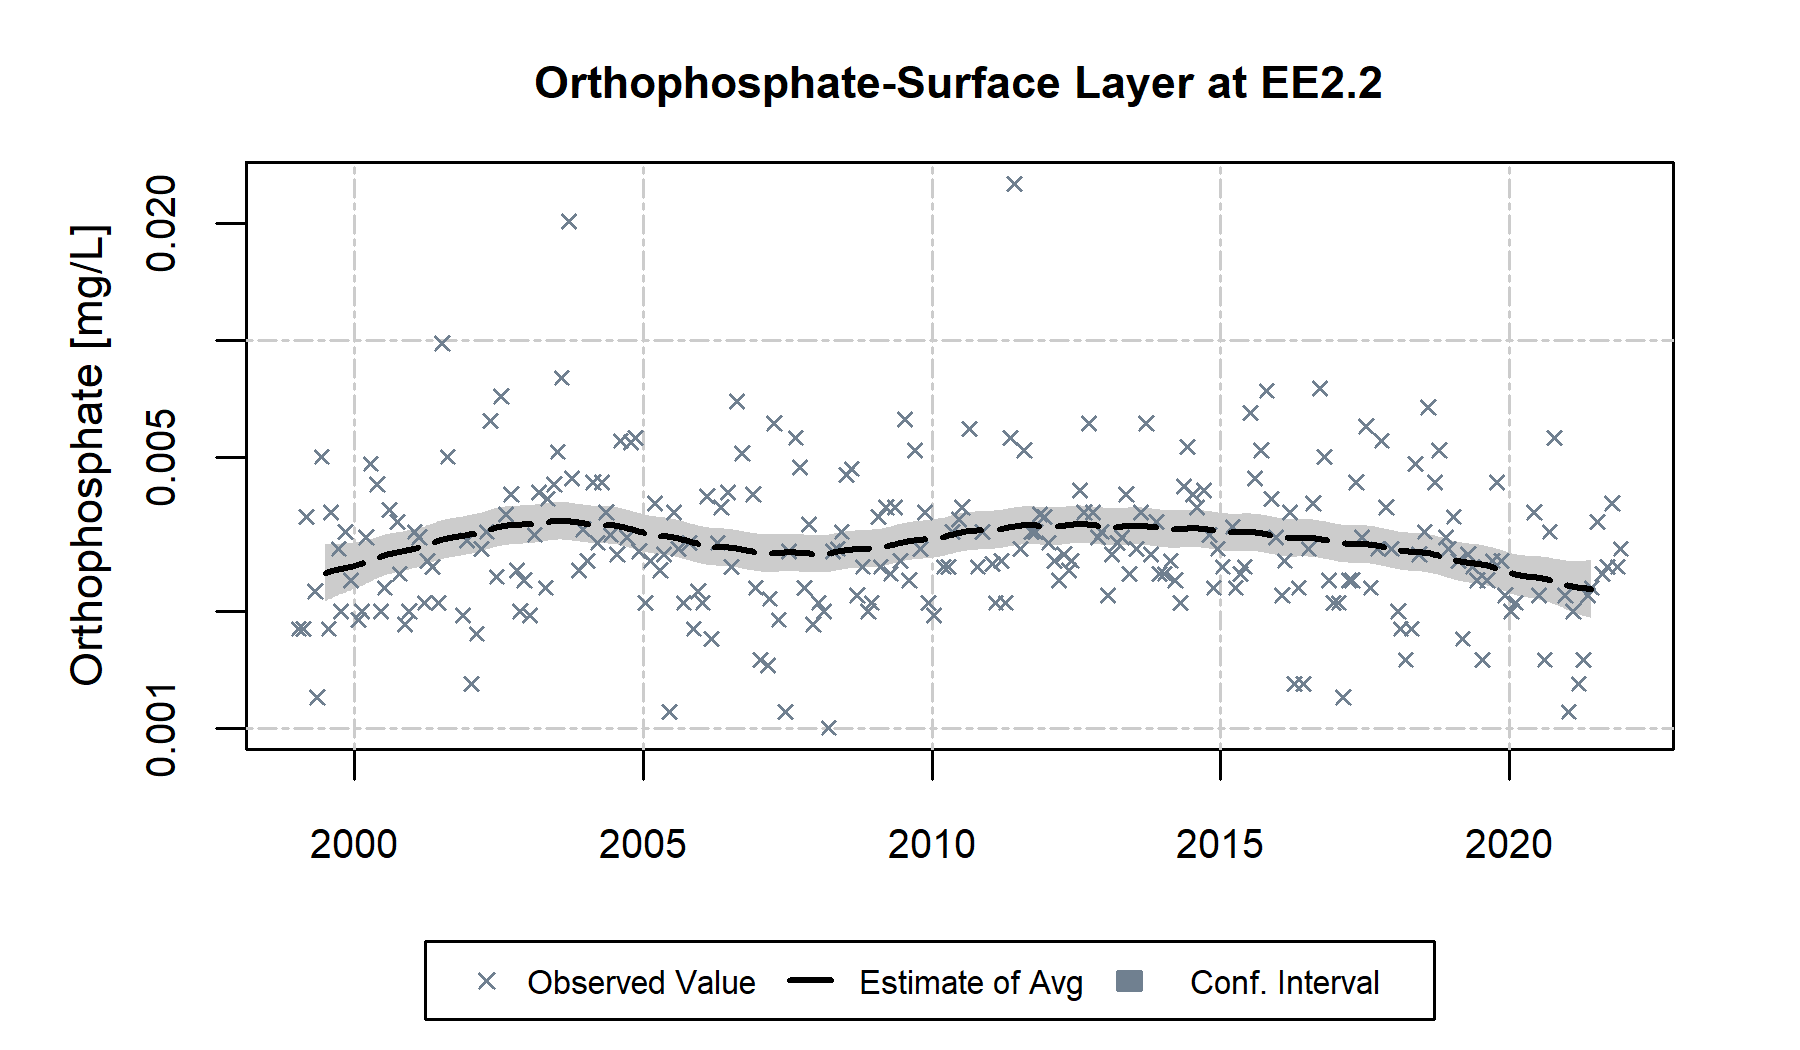 Orthophosphate-Surface Layer at EE2.2
Orthophosphate [mg/L]
0.020
0.005
0.001
2000 2005 2010 2015 2020
Observed Value Estimate of Avg Conf. Interval